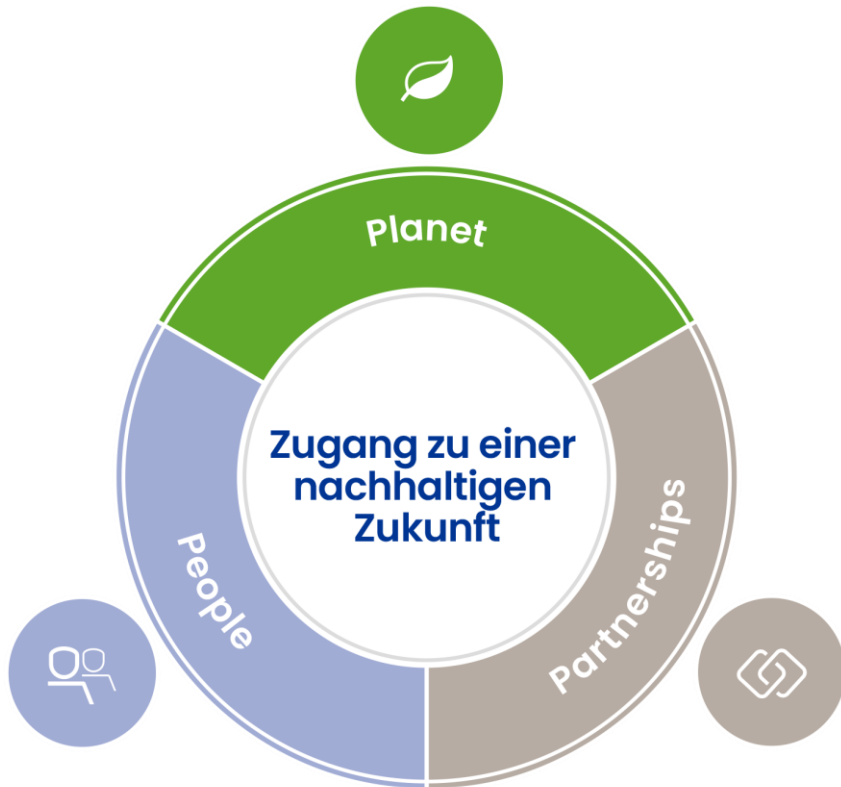 Planet
Zugang zu einer
nachhaltigen
Zukunft
People
Partnerships